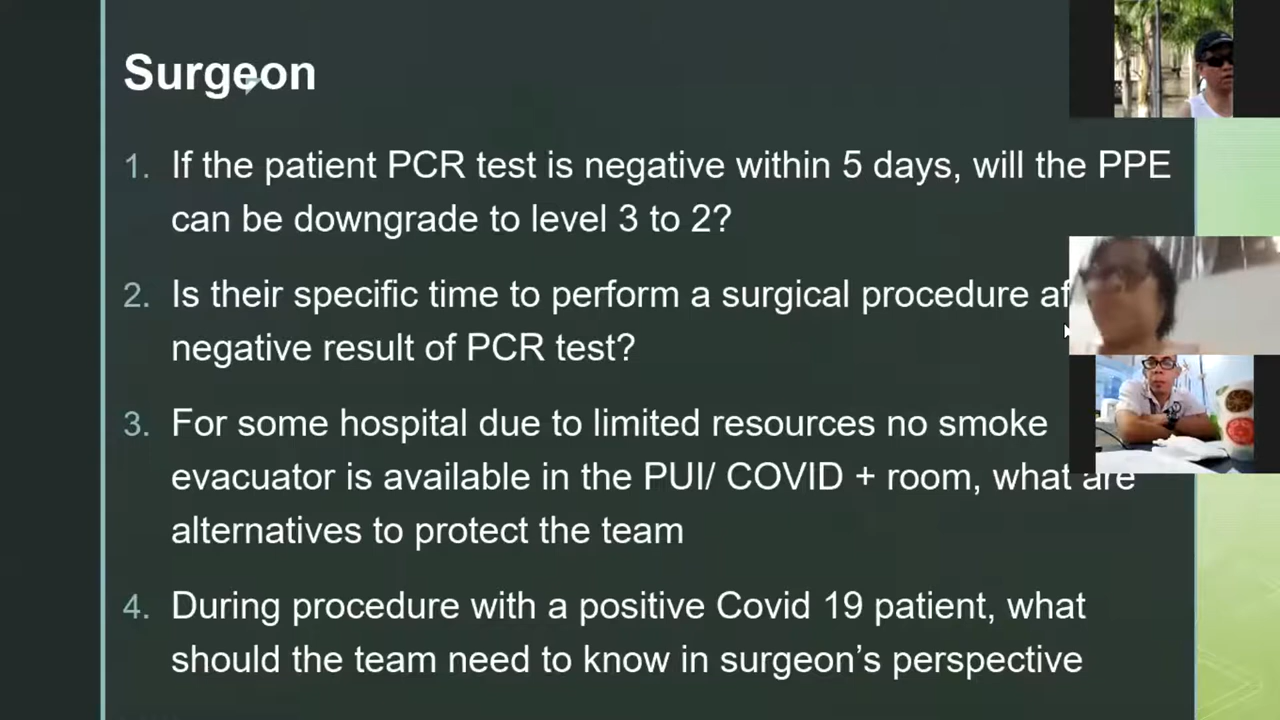 Surgeon
1. If the patient PCR test is negative within 5 days, will the PPE
can be downgrade to level 3 to 2?
2. Is their specific time to perform a surgical procedure
negative result of PCR test?
3. For some hospital due to limited resources no smoke
evacuator is available in the PUI/ COVID + room, what are
alternatives to protect the team
4. During procedure with a positive Covid 19 patient, what
should the team need to know in surgeon's perspective